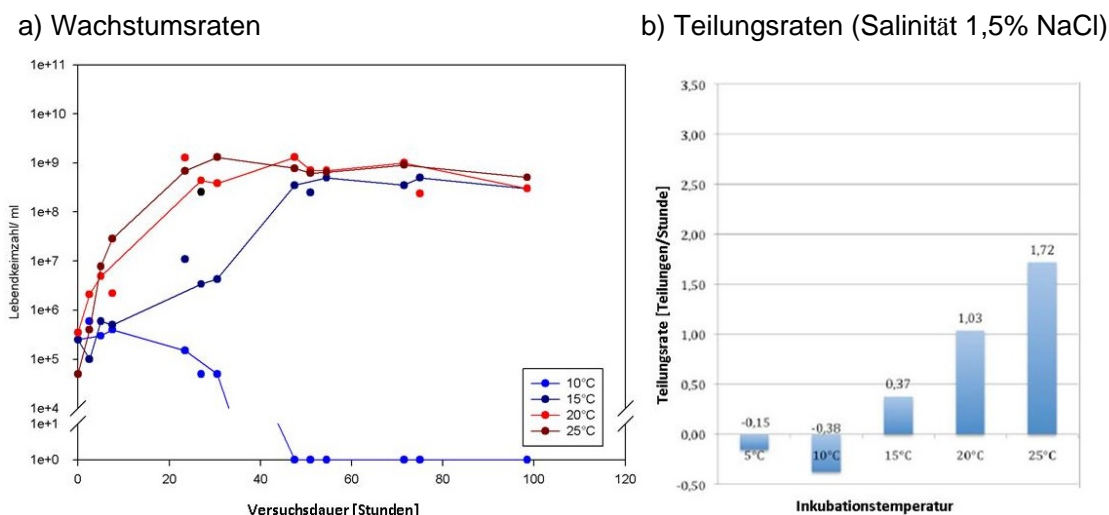 a) Wachstumsraten
b) Teilungsraten (Salinität 1,5% NaCl)
Lebendkeimzahl/ ml
1e+11
1e+10
1e+9
1e+8
1e+7
1e+6
1e+5
1e+4
1e+1
1e+0
0
20
40
60
80
100
120
10°C
15°C
20°C
25°C
Versuchsdauer [Stunden]
Teilungsrate [Teilungen/Stunde]
3,50
3,00
2,50
2,00
1,50
1,00
0,50
0,00
-0,50
-0,15
-0,38
0,37
1,03
1,72
5°C
10°C
15°C
20°C
25°C
Inkubationstemperatur